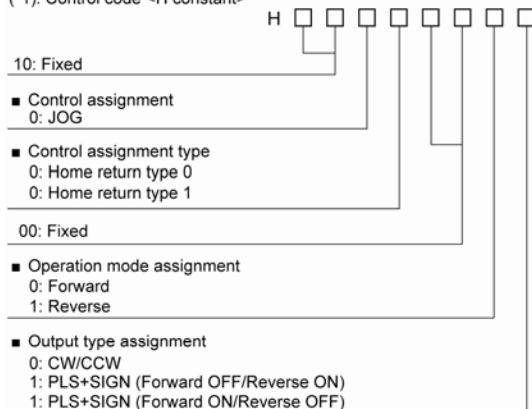 (*1): Control code <H constant>
H □ □ □ □ □ □ □ □
10: Fixed
■ Control assignment
0: JOG
■ Control assignment type
0: Home return type 0
0: Home return type 1
00: Fixed
■ Operation mode assignment
0: Forward
1: Reverse
■ Output type assignment
0: CW/CCW
1: PLS+SIGN (Forward OFF/Reverse ON)
1: PLS+SIGN (Forward ON/Reverse OFF)